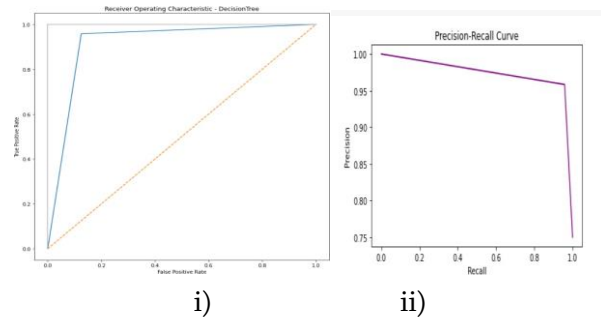 Receiver Operating Characteristic - DecisionTree
True Positive Rate
1.0
0.8
0.6
0.4
0.2
0.0
0.0 0.2 0.4 0.6 0.8 1.0
False Positive Rate
i)
Precision-Recall Curve
Precision
1.00
0.95
0.90
0.85
0.80
0.75
0.0 0.2 0.4 0.6 0.8 1.0
Recall
ii)